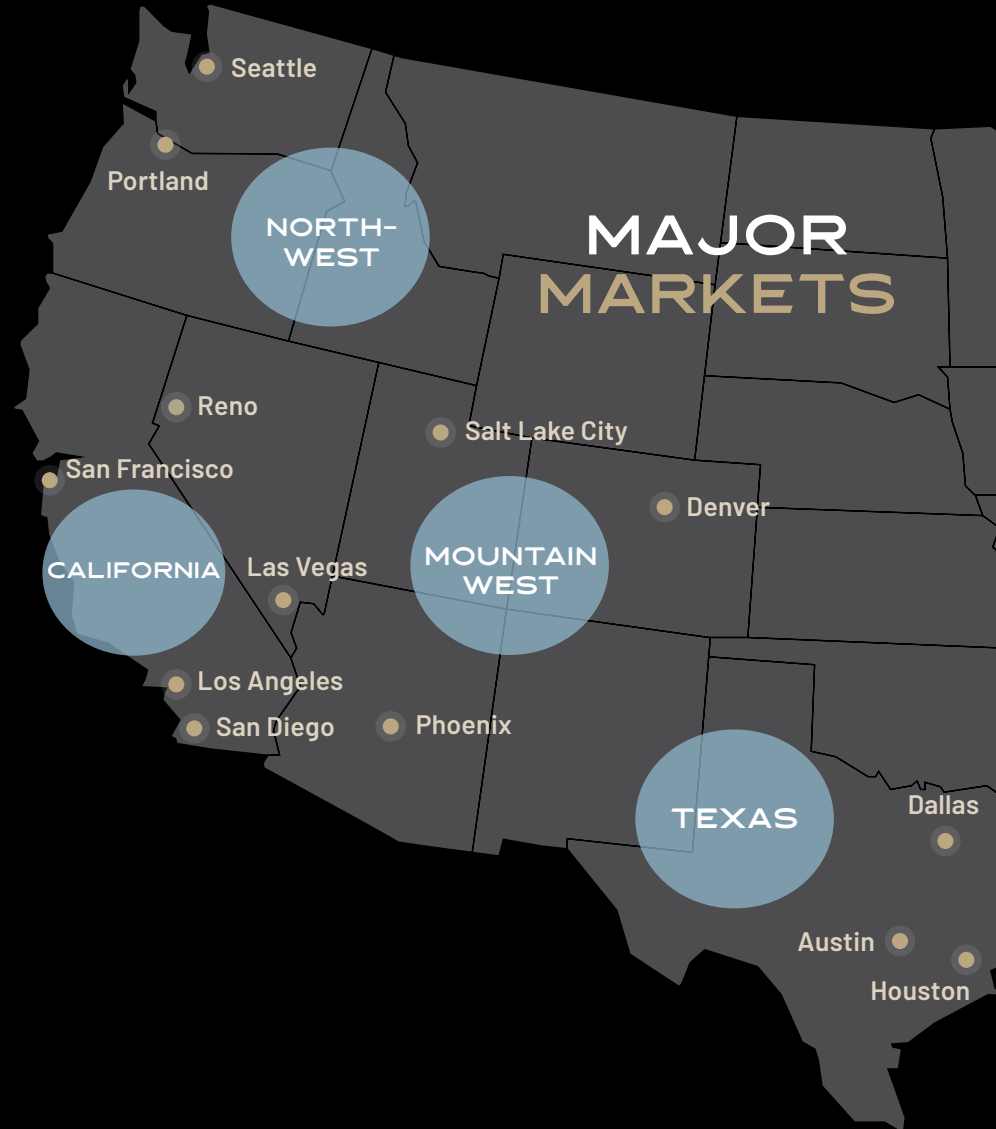 Seattle
Portland
NORTH-
WEST
MAJOR
MARKETS
Reno
Salt Lake City
San Francisco
Denver
CALIFORNIA
Las Vegas
MOUNTAIN
WEST
Los Angeles
San Diego
Phoenix
TEXAS
Dallas
Austin
Houston